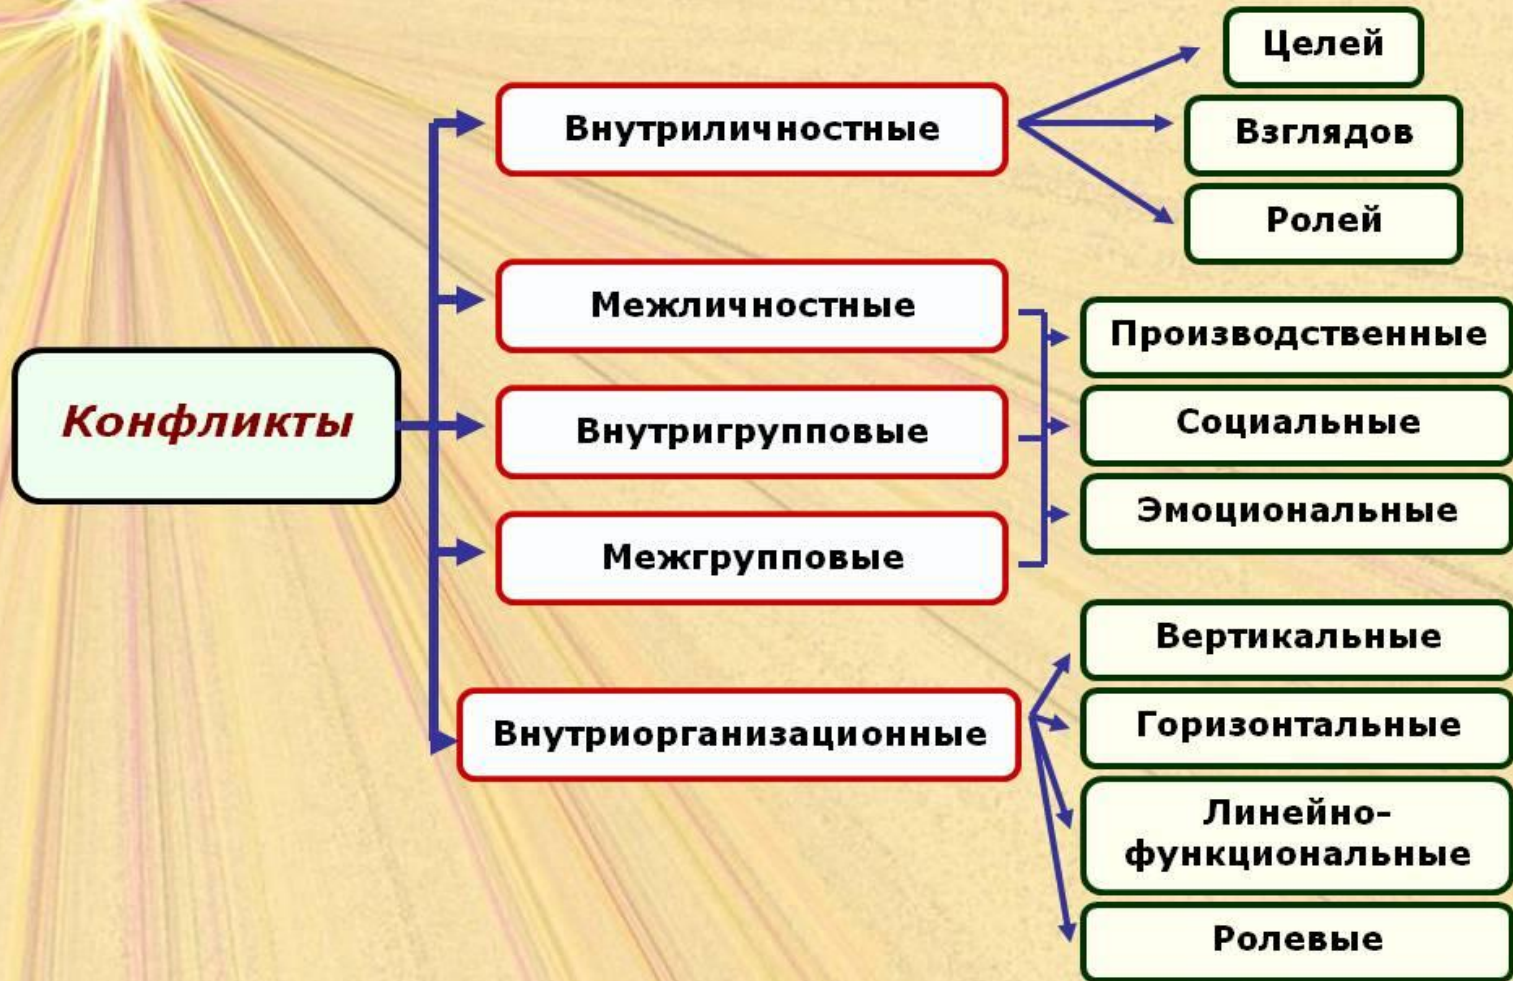 Конфликты
Внутриличностные
Целей
Взглядов
Ролей
Межличностные
Внутригрупповые
Межгрупповые
Производственные
Социальные
Эмоциональные
Внутриорганизационные
Вертикальные
Горизонтальные
Линейно-
функциональные
Ролевые